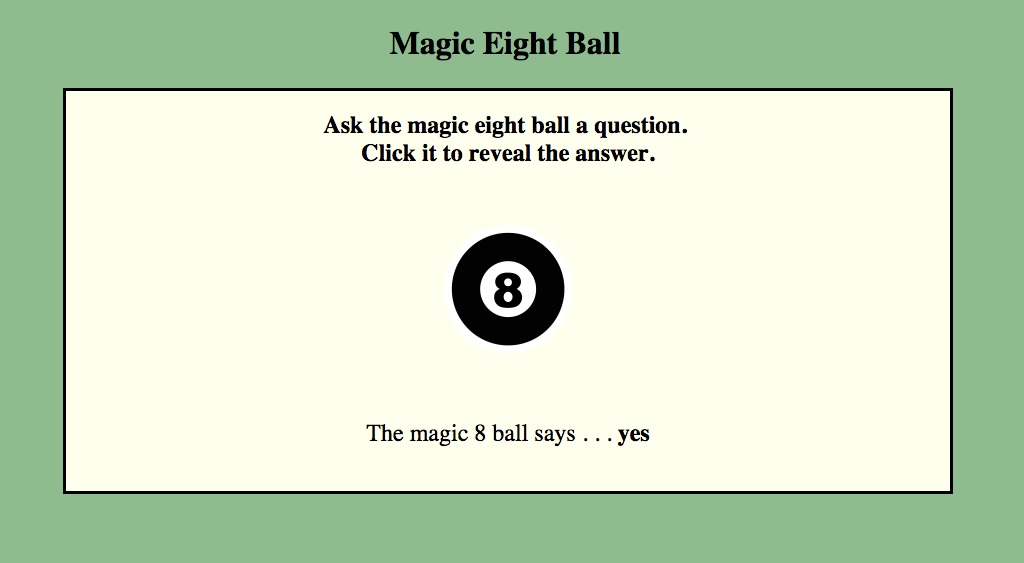 Magic Eight Ball
Ask the magic eight ball a question.
Click it to reveal the answer.
8
The magic 8 ball says . . . yes